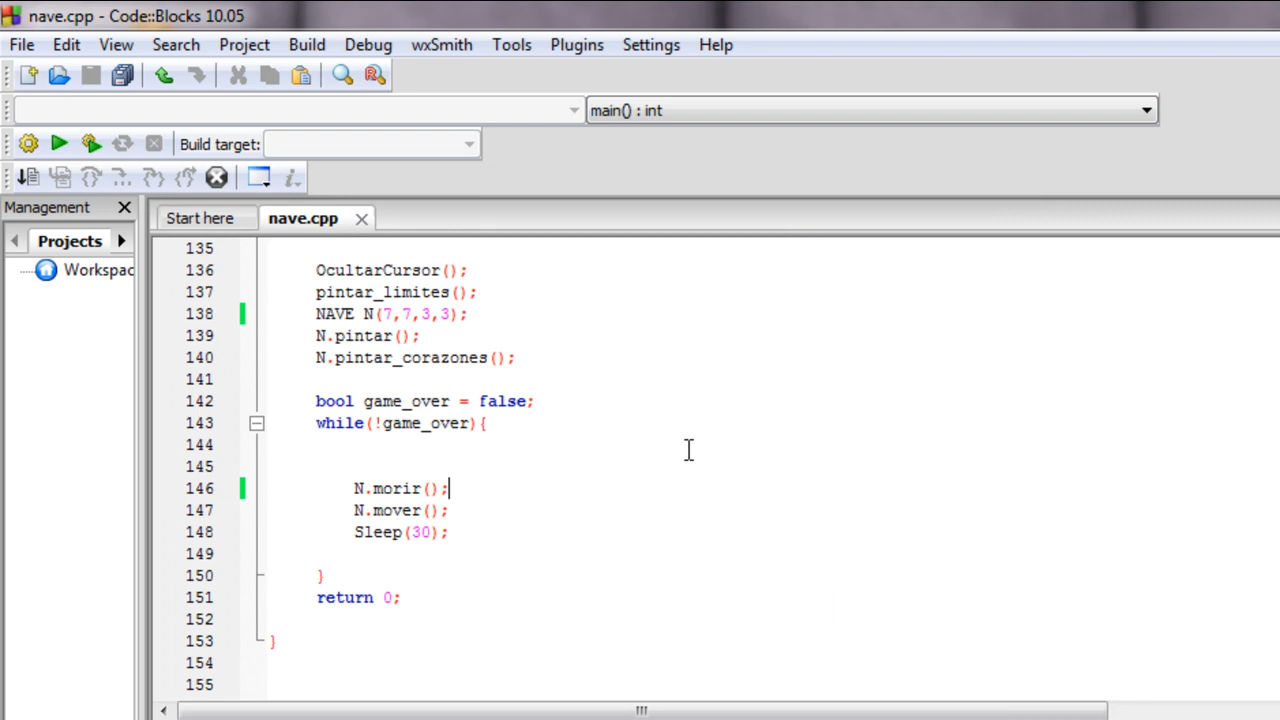 nave.cpp - Code::Blocks 10.05
File Edit View Search Project Build Debug wxSmith Tools Plugins Settings Help
main() : int
Build target:
Management
Start here nave.cpp
Projects
Workspac
135
136 OcultarCursor();
137 pintar_limites();
138 NAVE N(7,7,3,3);
139 N.pintar();
140 N.pintar_corazones();
141
142 bool game_over = false;
143 while(!game_over){
144
145
146 N.morir();
147 N.mover();
148 Sleep(30);
149
150 }
151 return 0;
152
153 }
154
155